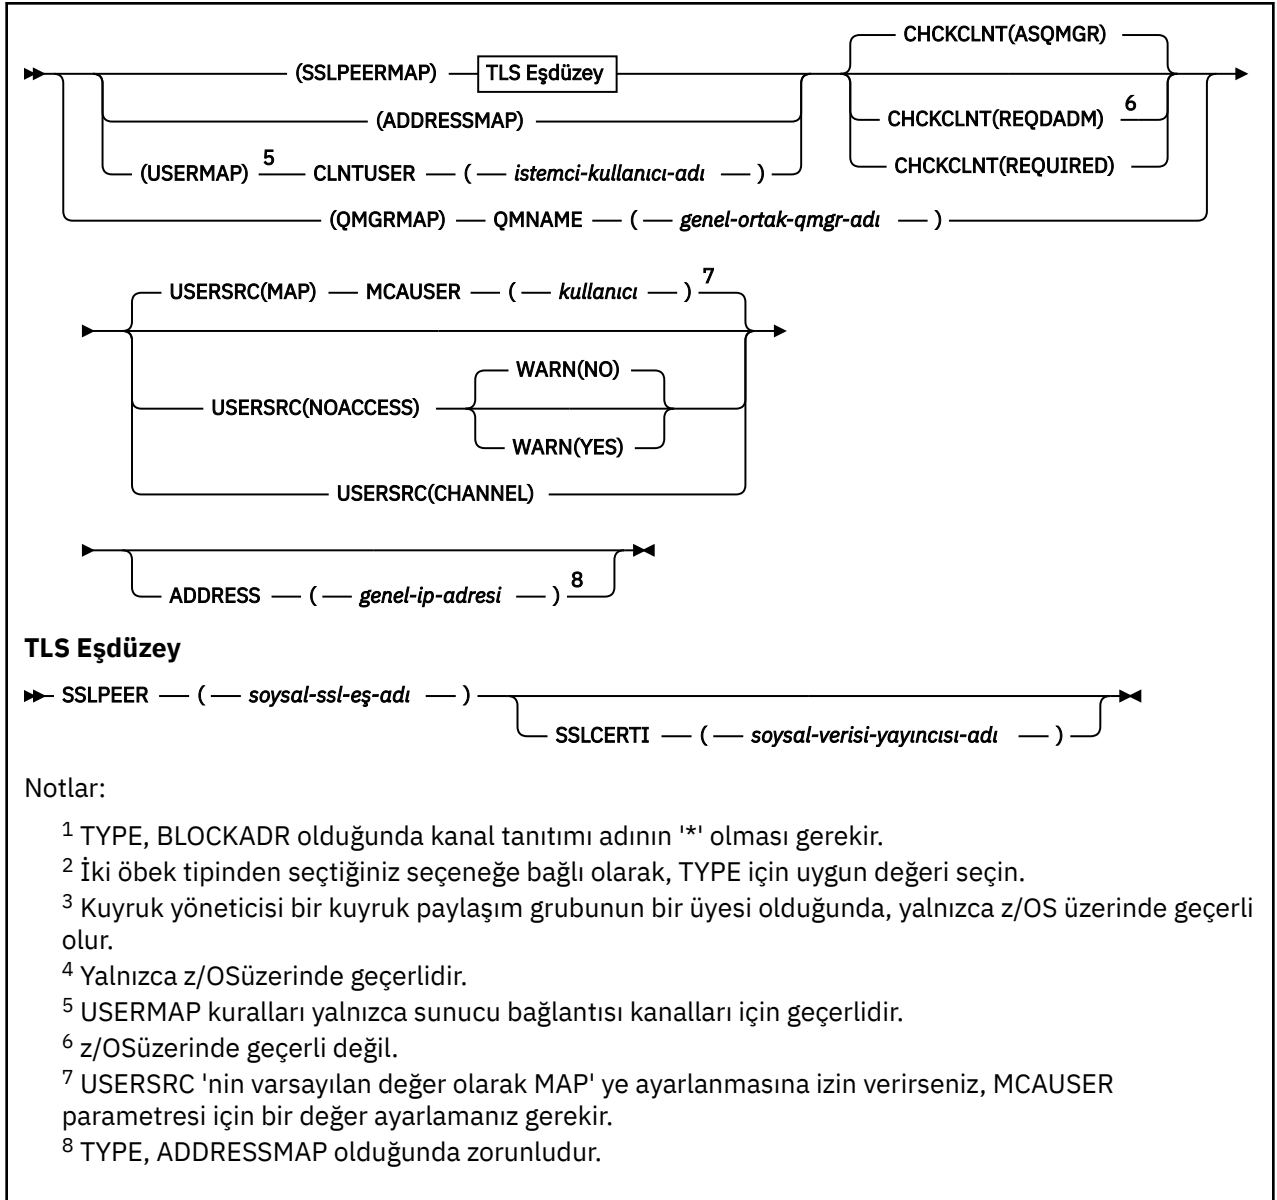 CHCKCLNT(ASQMGR)
(SSLPEERMAP) TLS Eşdüzey
(ADDRESSMAP)
CHCKCLNT(REQDADM) 6
(USERMAP) 5 CLNTUSER ( istemci-kullanıcı-adı )
CHCKCLNT(REQUIRED)
(QMGRMAP) QMNAME ( genel-ortak-qmgr-adı )
USERSRC(MAP) MCAUSER ( kullanıcı ) 7
WARN(NO)
USERSRC(NOACCESS)
WARN(YES)
USERSRC(CHANNEL)
ADDRESS ( genel-ip-adresi ) 8
TLS Eşdüzey
SSLPEER ( soysal-ssl-eş-adı )
SSLCERTI ( soysal-verisi-yayıncısı-adı )
Notlar:
1 TYPE, BLOCKADR olduğunda kanal tanıtımı adının '*' olması gerekir.
2 İki öbek tipinden seçtiğiniz seçeneğe bağlı olarak, TYPE için uygun değeri seçin.
3 Kuyruk yöneticisi bir kuyruk paylaşım grubunun bir üyesi olduğunda, yalnızca z/OS üzerinde geçerli
olur.
4 Yalnızca z/OSüzerinde geçerlidir.
5 USERMAP kuralları yalnızca sunucu bağlantısı kanalları için geçerlidir.
6 z/OSüzerinde geçerli değil.
7 USERSRC 'nin varsayılan değer olarak MAP' ye ayarlanmasına izin verirseniz, MCAUSER
parametresi için bir değer ayarlamanız gerekir.
8 TYPE, ADDRESSMAP olduğunda zorunludur.